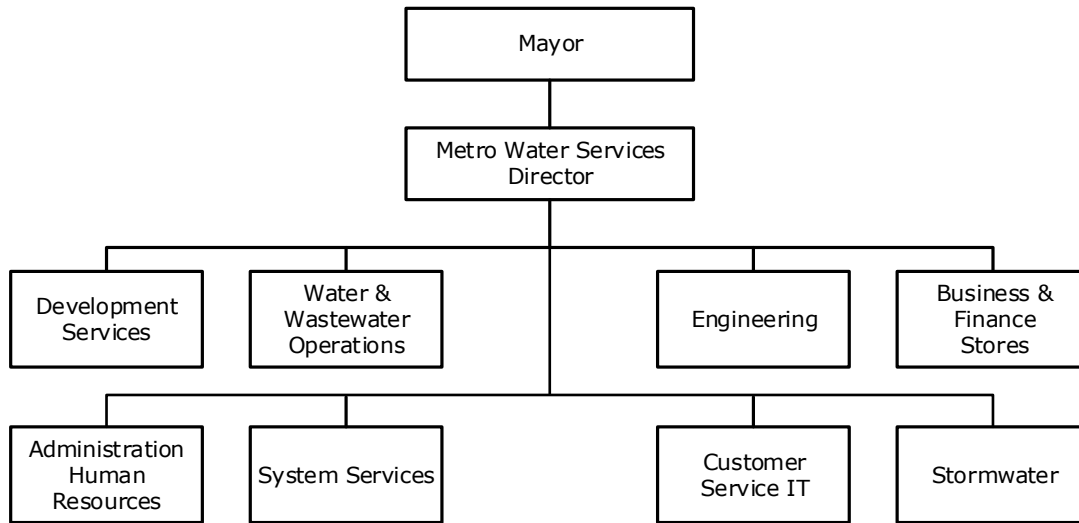 Mayor
Metro Water Services
Director
Development
Services
Water &
Wastewater
Operations
Engineering
Business &
Finance
Stores
Administration
Human
Resources
System Services
Customer
Service IT
Stormwater